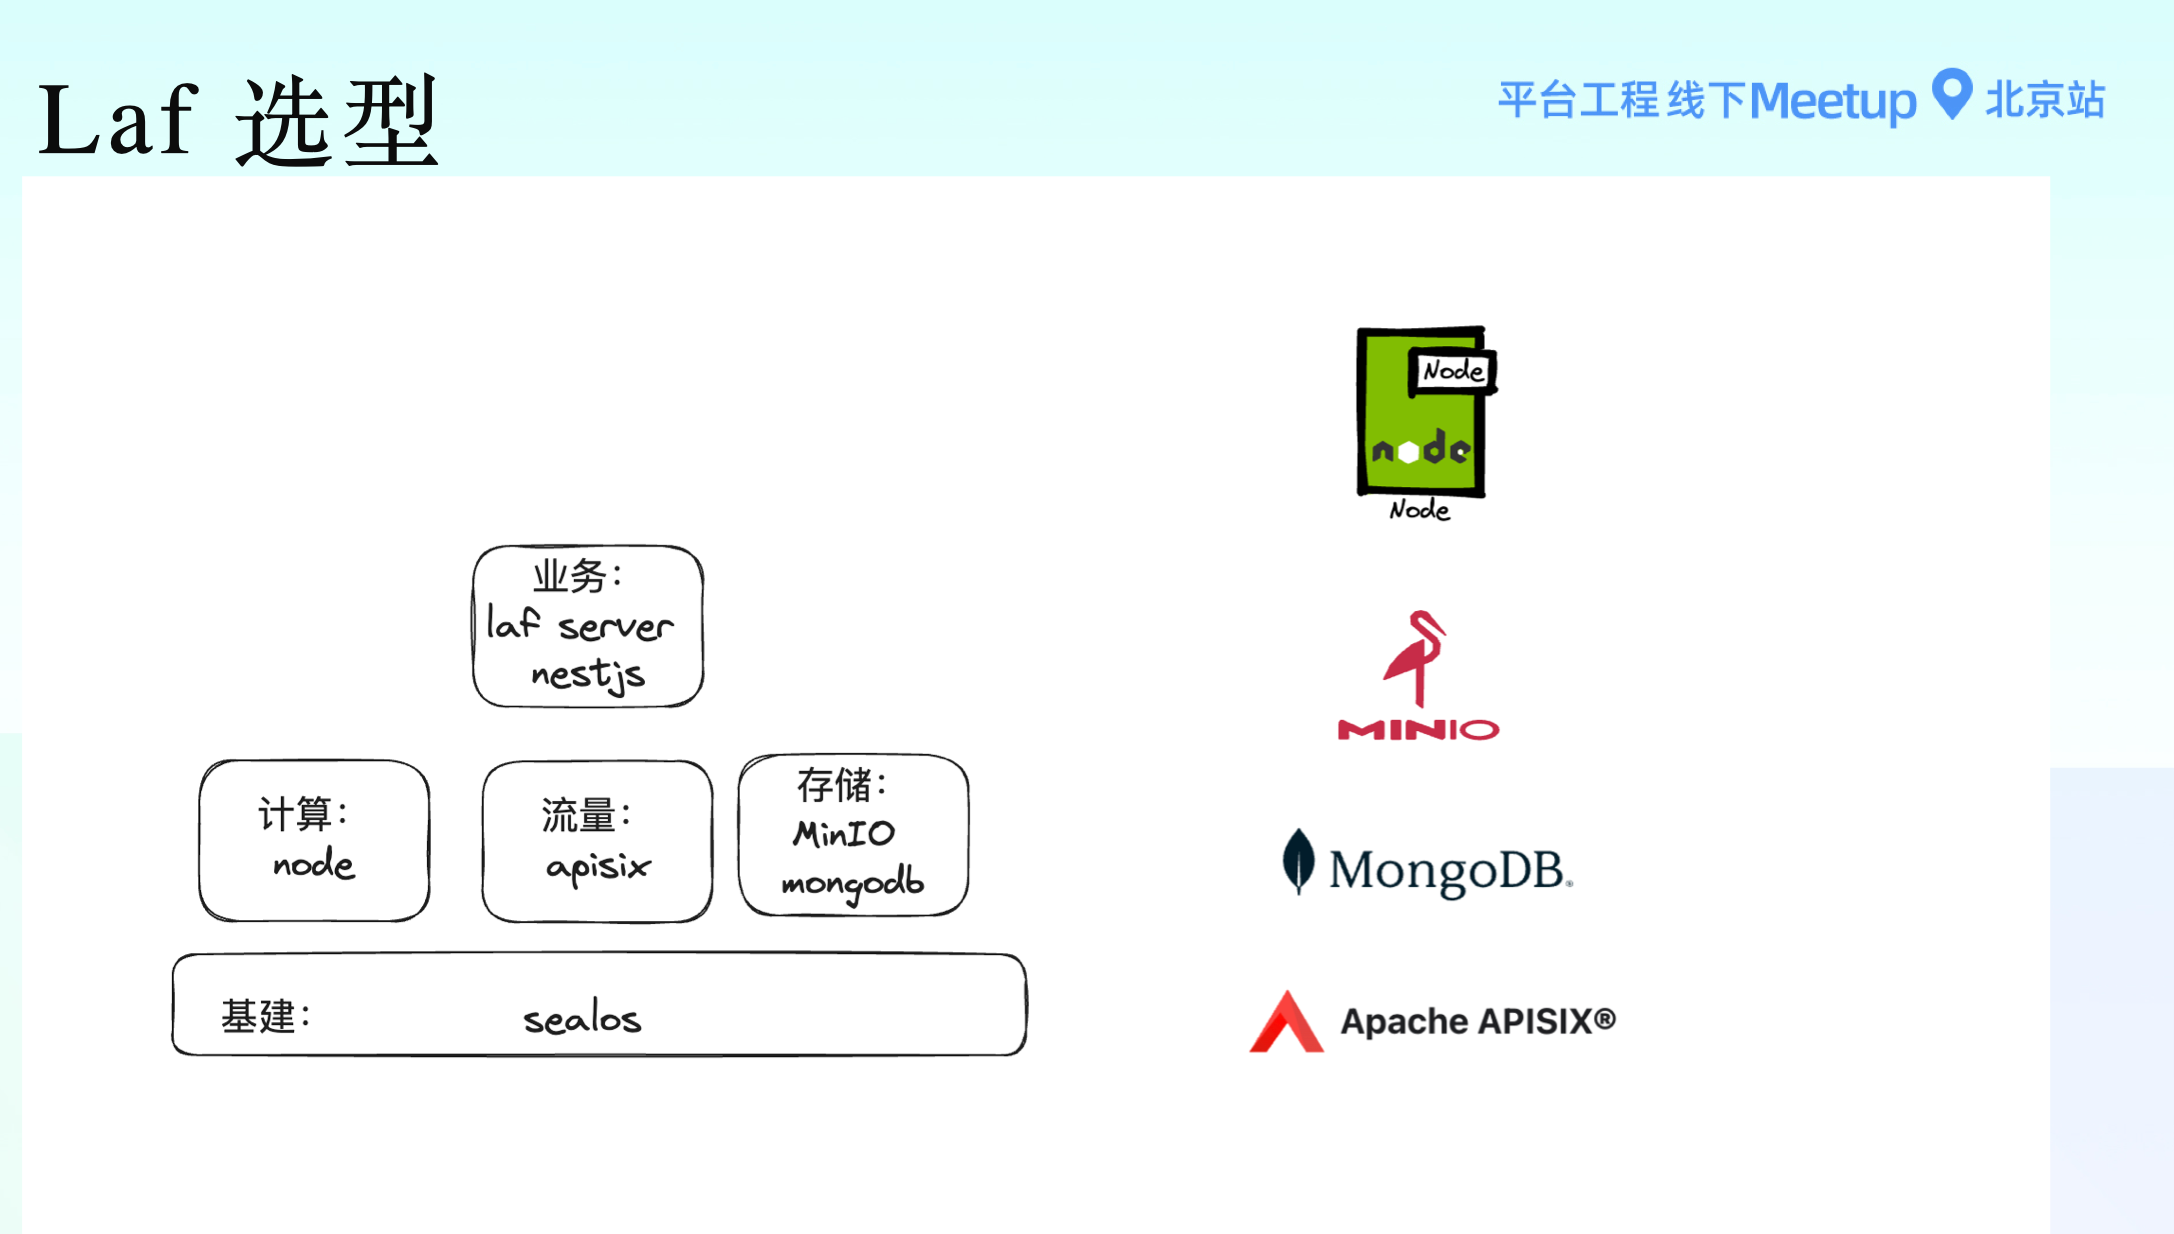 Laf 选型
平台工程 线下Meetup 北京站
业务：
laf server
nestjs
计算：
node
流量：
apisix
存储：
MinIO
mongodb
基建：
sealos
Node
node
Node
MINIO
MongoDB®
Apache APISIX®